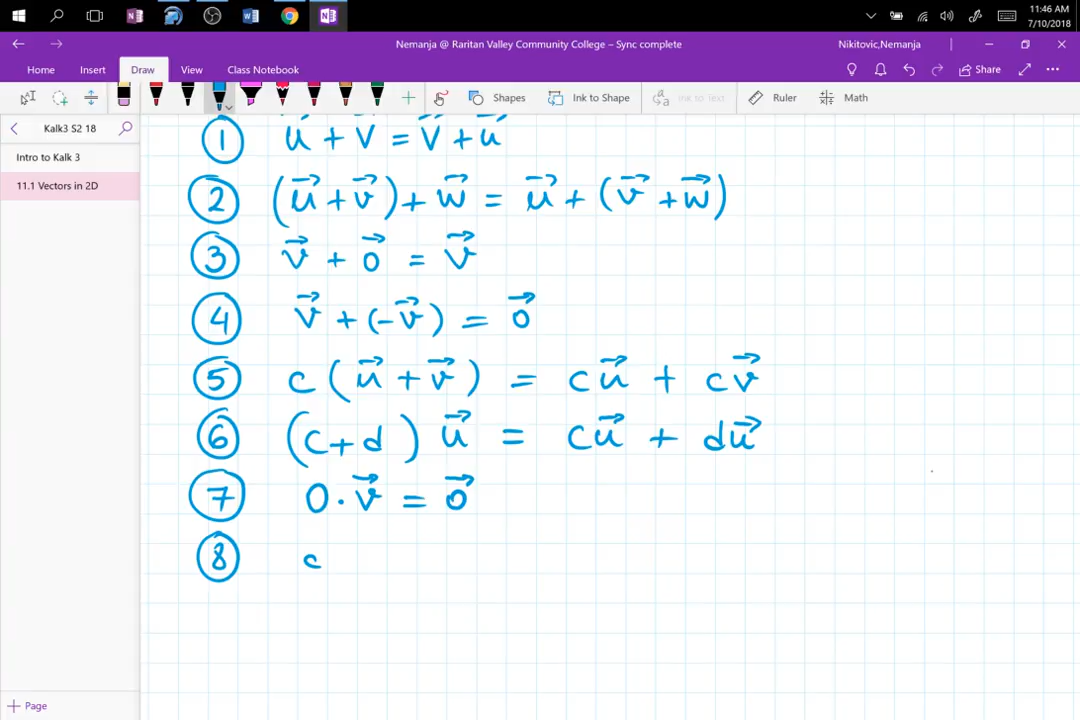 11:46 AM
7/10/2018
Nemanja @ Raritan Valley Community College – Sync complete
Nikitovic,Nemanja
Home Insert Draw View Class Notebook Share
Shapes Ink to Shape Ink to Text Ruler Math
Kalk3 S2 18
Intro to Kalk 3
11.1 Vectors in 2D
① u⃗ + v⃗ = v⃗ + u⃗
② (u⃗ + v⃗) + w⃗ = u⃗ + (v⃗ + w⃗)
③ v⃗ + 0⃗ = v⃗
④ v⃗ + (-v⃗) = 0⃗
⑤ c(u⃗ + v⃗) = cu⃗ + cv⃗
⑥ (c+d)u⃗ = cu⃗ + du⃗
⑦ 0·v⃗ = 0⃗
⑧ c
+ Page